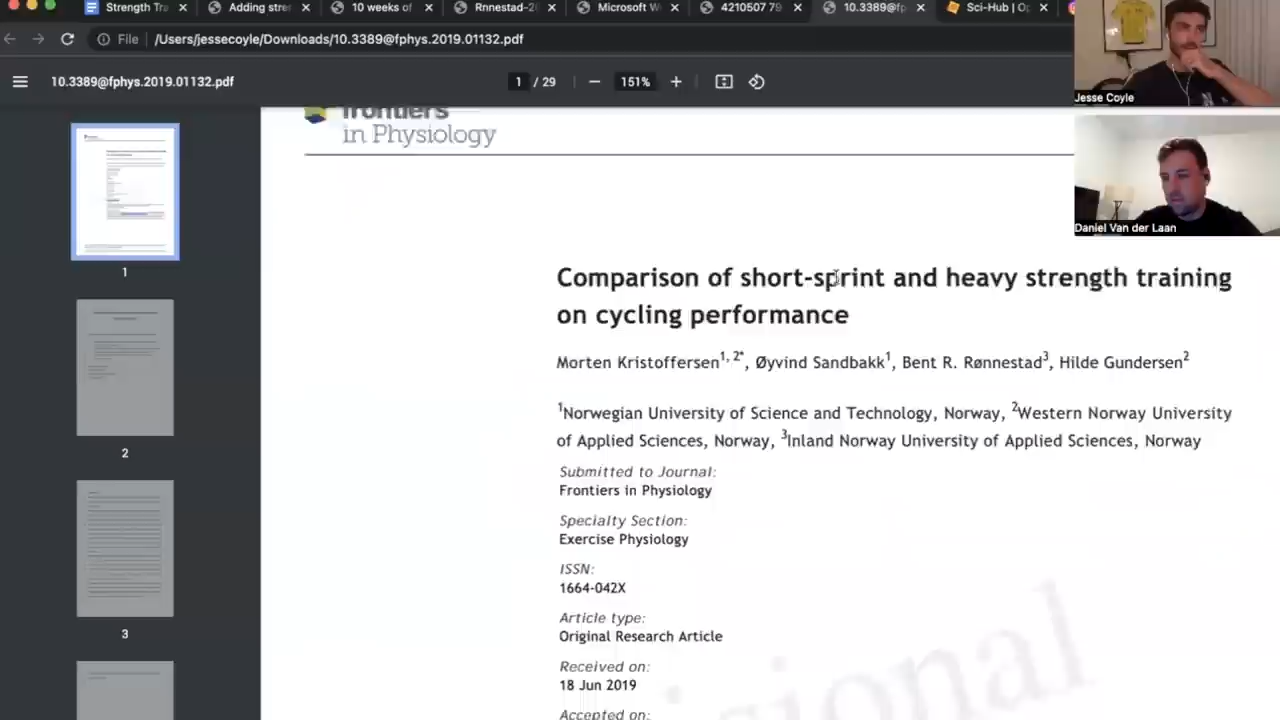 Strength Tra
Adding stren
10 weeks of
Rnnestad-2
Microsoft W
4210507 79
10.3389@fp
Sci-Hub | O
File
/Users/jessecoyle/Downloads/10.3389@fphys.2019.01132.pdf
10.3389@fphys.2019.01132.pdf
1 / 29
151%
frontiers
in Physiology
Jesse Coyle
Daniel Van der Laan
1
2
3
Comparison of short-sprint and heavy strength training
on cycling performance
Morten Kristoffersen1, 2*, Øyvind Sandbakk1, Bent R. Rønnestad3, Hilde Gundersen2
1Norwegian University of Science and Technology, Norway, 2Western Norway University
of Applied Sciences, Norway, 3Inland Norway University of Applied Sciences, Norway
Submitted to Journal:
Frontiers in Physiology
Specialty Section:
Exercise Physiology
ISSN:
1664-042X
Article type:
Original Research Article
Received on:
18 Jun 2019
Accepted on:
isional